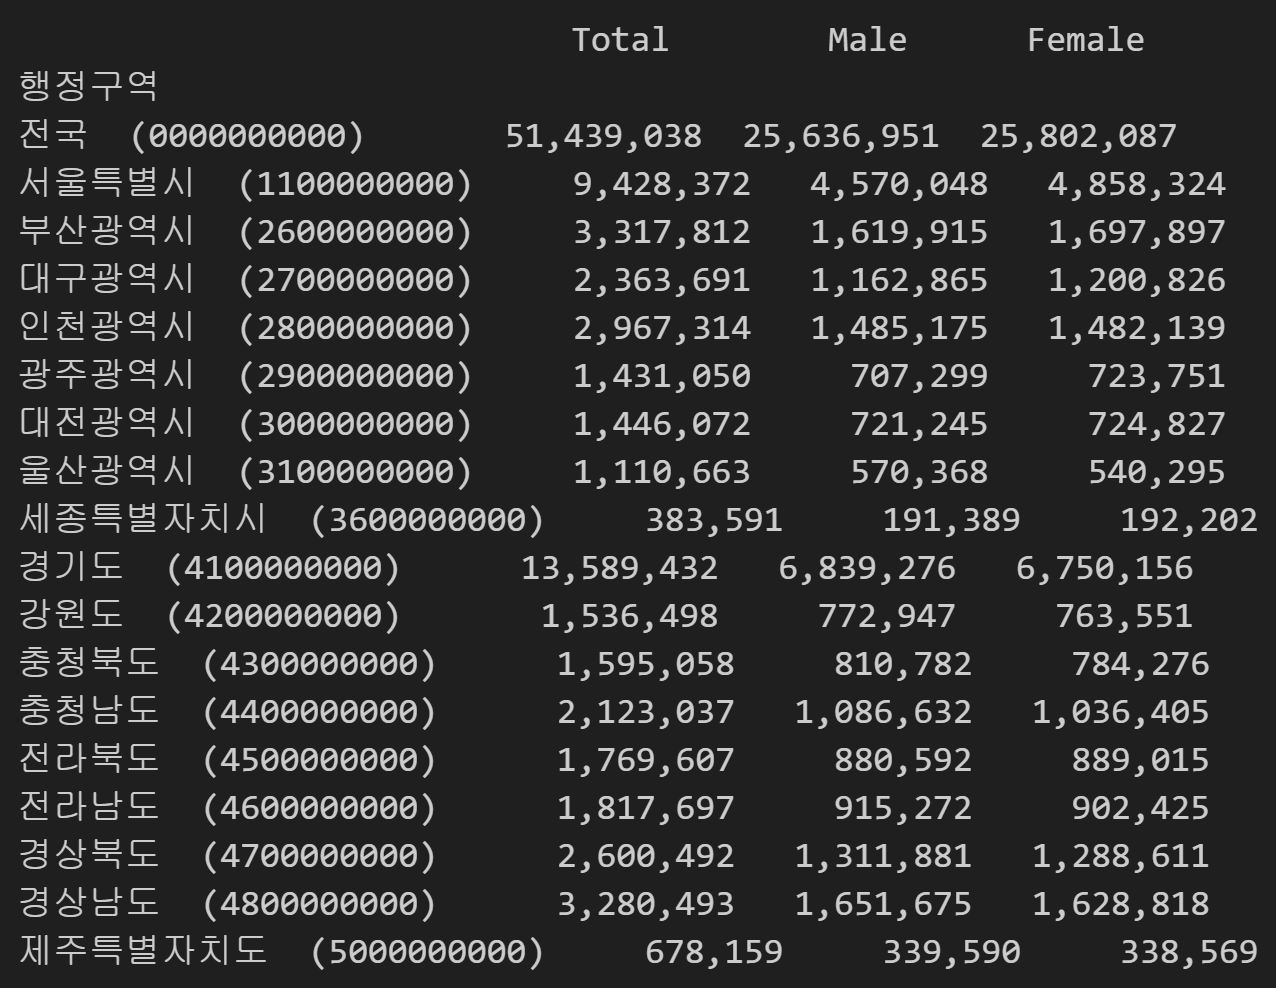 Total Male Female
행정구역
전국 (0000000000) 51,439,038 25,636,951 25,802,087
서울특별시 (1100000000) 9,428,372 4,570,048 4,858,324
부산광역시 (2600000000) 3,317,812 1,619,915 1,697,897
대구광역시 (2700000000) 2,363,691 1,162,865 1,200,826
인천광역시 (2800000000) 2,967,314 1,485,175 1,482,139
광주광역시 (2900000000) 1,431,050 707,299 723,751
대전광역시 (3000000000) 1,446,072 721,245 724,827
울산광역시 (3100000000) 1,110,663 570,368 540,295
세종특별자치시 (3600000000) 383,591 191,389 192,202
경기도 (4100000000) 13,589,432 6,839,276 6,750,156
강원도 (4200000000) 1,536,498 772,947 763,551
충청북도 (4300000000) 1,595,058 810,782 784,276
충청남도 (4400000000) 2,123,037 1,086,632 1,036,405
전라북도 (4500000000) 1,769,607 880,592 889,015
전라남도 (4600000000) 1,817,697 915,272 902,425
경상북도 (4700000000) 2,600,492 1,311,881 1,288,611
경상남도 (4800000000) 3,280,493 1,651,675 1,628,818
제주특별자치도 (5000000000) 678,159 339,590 338,569